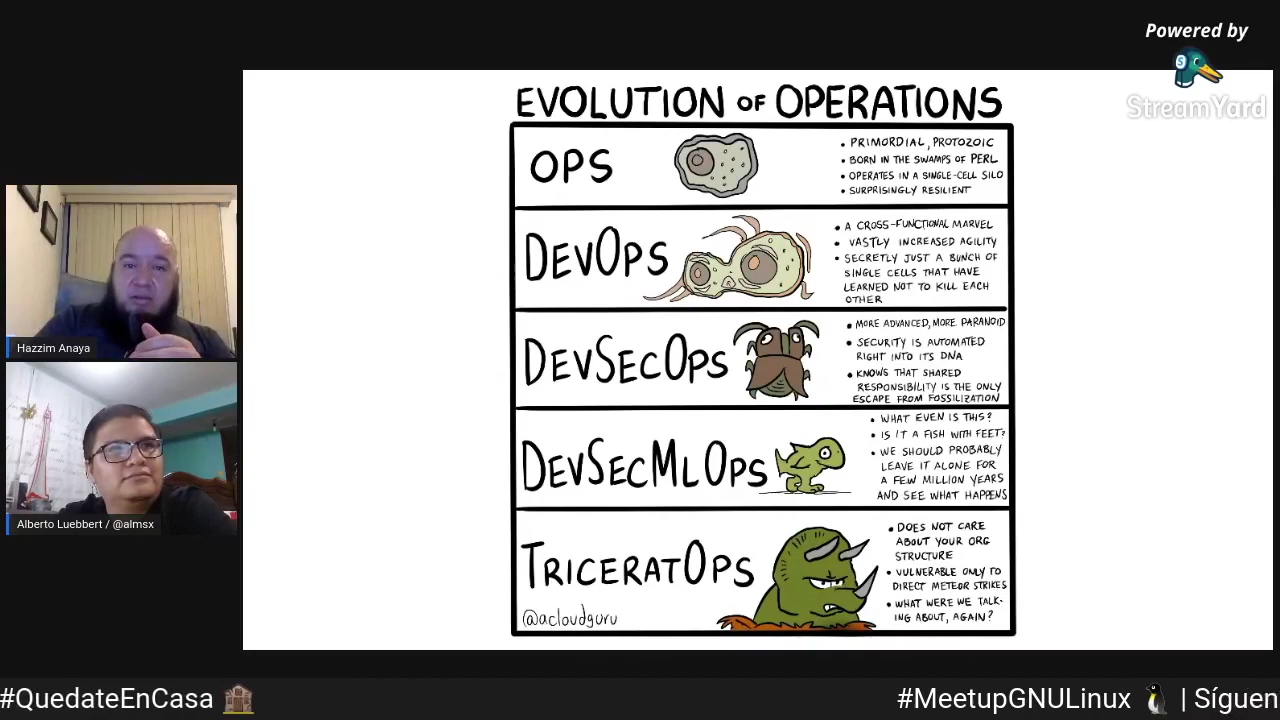 Powered by
StreamYard
EVOLUTION OF OPERATIONS
OPS
• PRIMORDIAL, PROTOZOIC
• BORN IN THE SWAMPS OF PERL
• OPERATES IN A SINGLE-CELL SILO
• SURPRISINGLY RESILIENT
DEVOPS
• A CROSS-FUNCTIONAL MARVEL
• VASTLY INCREASED AGILITY
• SECRETLY JUST A BUNCH OF
SINGLE CELLS THAT HAVE
LEARNED NOT TO KILL EACH
OTHER
DEVSECOPS
• MORE ADVANCED, MORE PARANOID
• SECURITY IS AUTOMATED
RIGHT INTO ITS DNA
• KNOWS THAT SHARED
RESPONSIBILITY IS THE ONLY
ESCAPE FROM FOSSILIZATION
DEVSECMLOPS
• WHAT EVEN IS THIS?
• IS IT A FISH WITH FEET?
• WE SHOULD PROBABLY
LEAVE IT ALONE FOR
A FEW MILLION YEARS
AND SEE WHAT HAPPENS
TRICERATOPS
@acloudguru
• DOES NOT CARE
ABOUT YOUR ORG
STRUCTURE
• VULNERABLE ONLY TO
DIRECT METEOR STRIKES
• WHAT WERE WE TALK-
ING ABOUT, AGAIN?
Hazzim Anaya
Alberto Luebbert / @almsx
#QuedateEnCasa
#MeetupGNULinux | Síguen